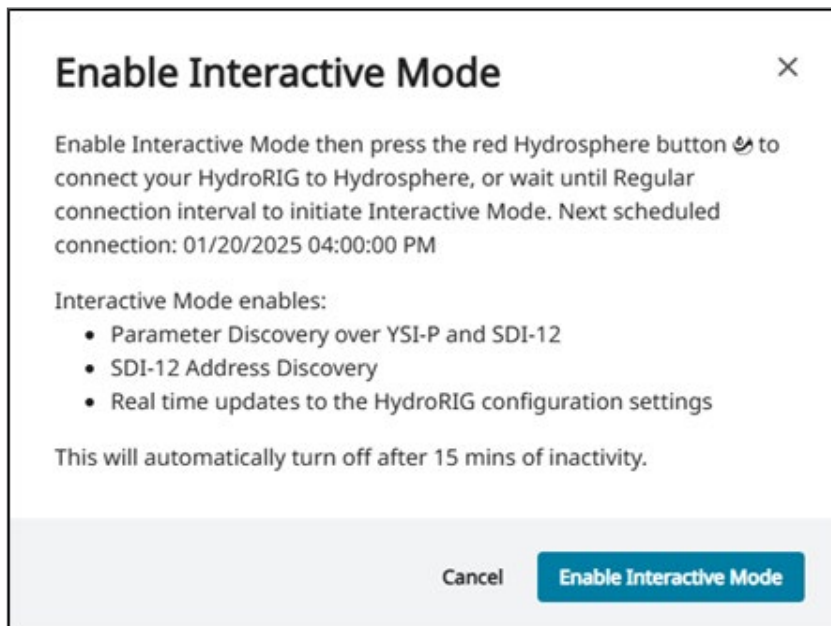 Enable Interactive Mode
Enable Interactive Mode then press the red Hydrosphere button to
connect your HydroRIG to Hydrosphere, or wait until Regular
connection interval to initiate Interactive Mode. Next scheduled
connection: 01/20/2025 04:00:00 PM
Interactive Mode enables:
• Parameter Discovery over YSI-P and SDI-12
• SDI-12 Address Discovery
• Real time updates to the HydroRIG configuration settings
This will automatically turn off after 15 mins of inactivity.
Cancel Enable Interactive Mode